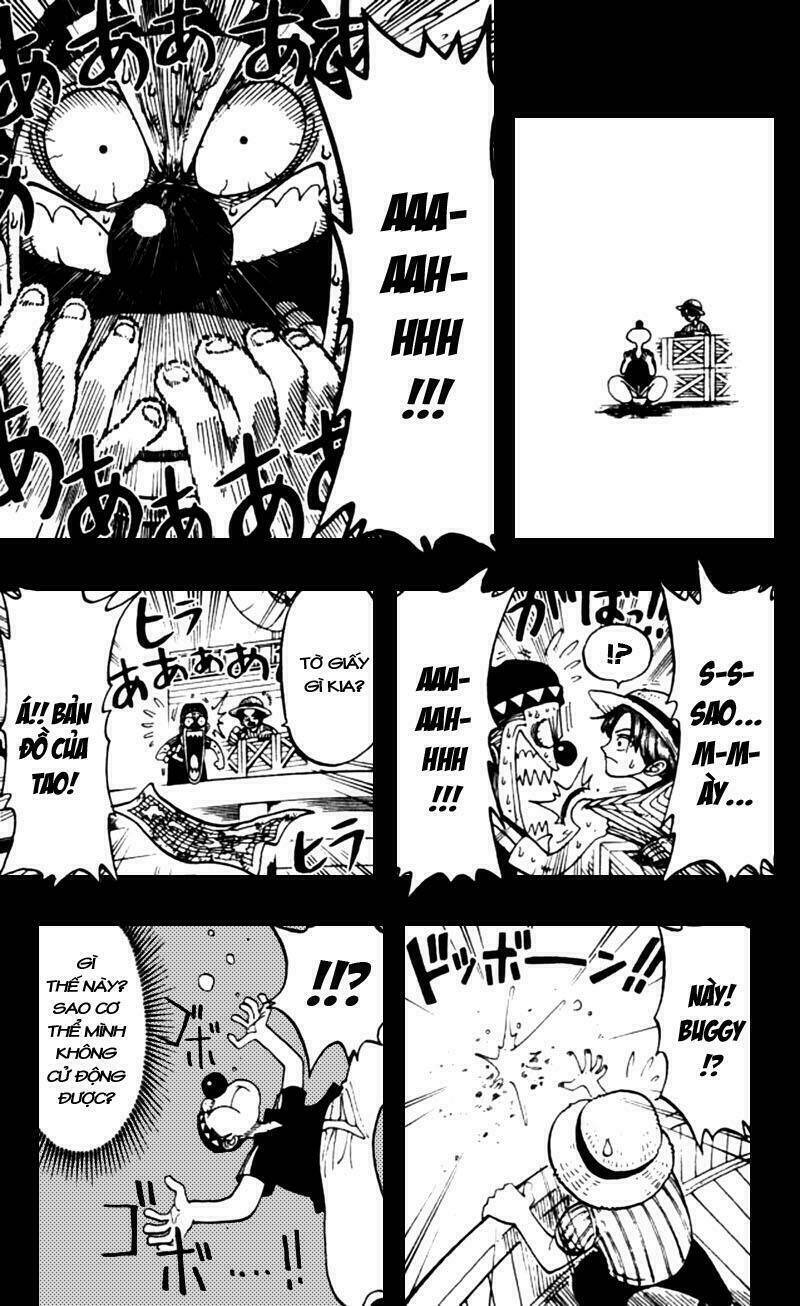 あああああ
AAA-
AAH-
HHH
!!!
あああああ
がばっ!!
S-S-
SAO...
M-M-
ÀY...
!?
AAA-
AAH-
HHH
!!!
TỜ GIẤY
GÌ KIA?
ヒラ
あああああ
Á!! BẢN
ĐỒ CỦA
TAO!
ヒラ
NÀY!
BUGGY
!?
ドッボーン!!
!!?
GÌ
THẾ NÀY?
SAO CƠ
THỂ MÌNH
KHÔNG
CỬ ĐỘNG
ĐƯỢC?
ゴボ
ゴボ....